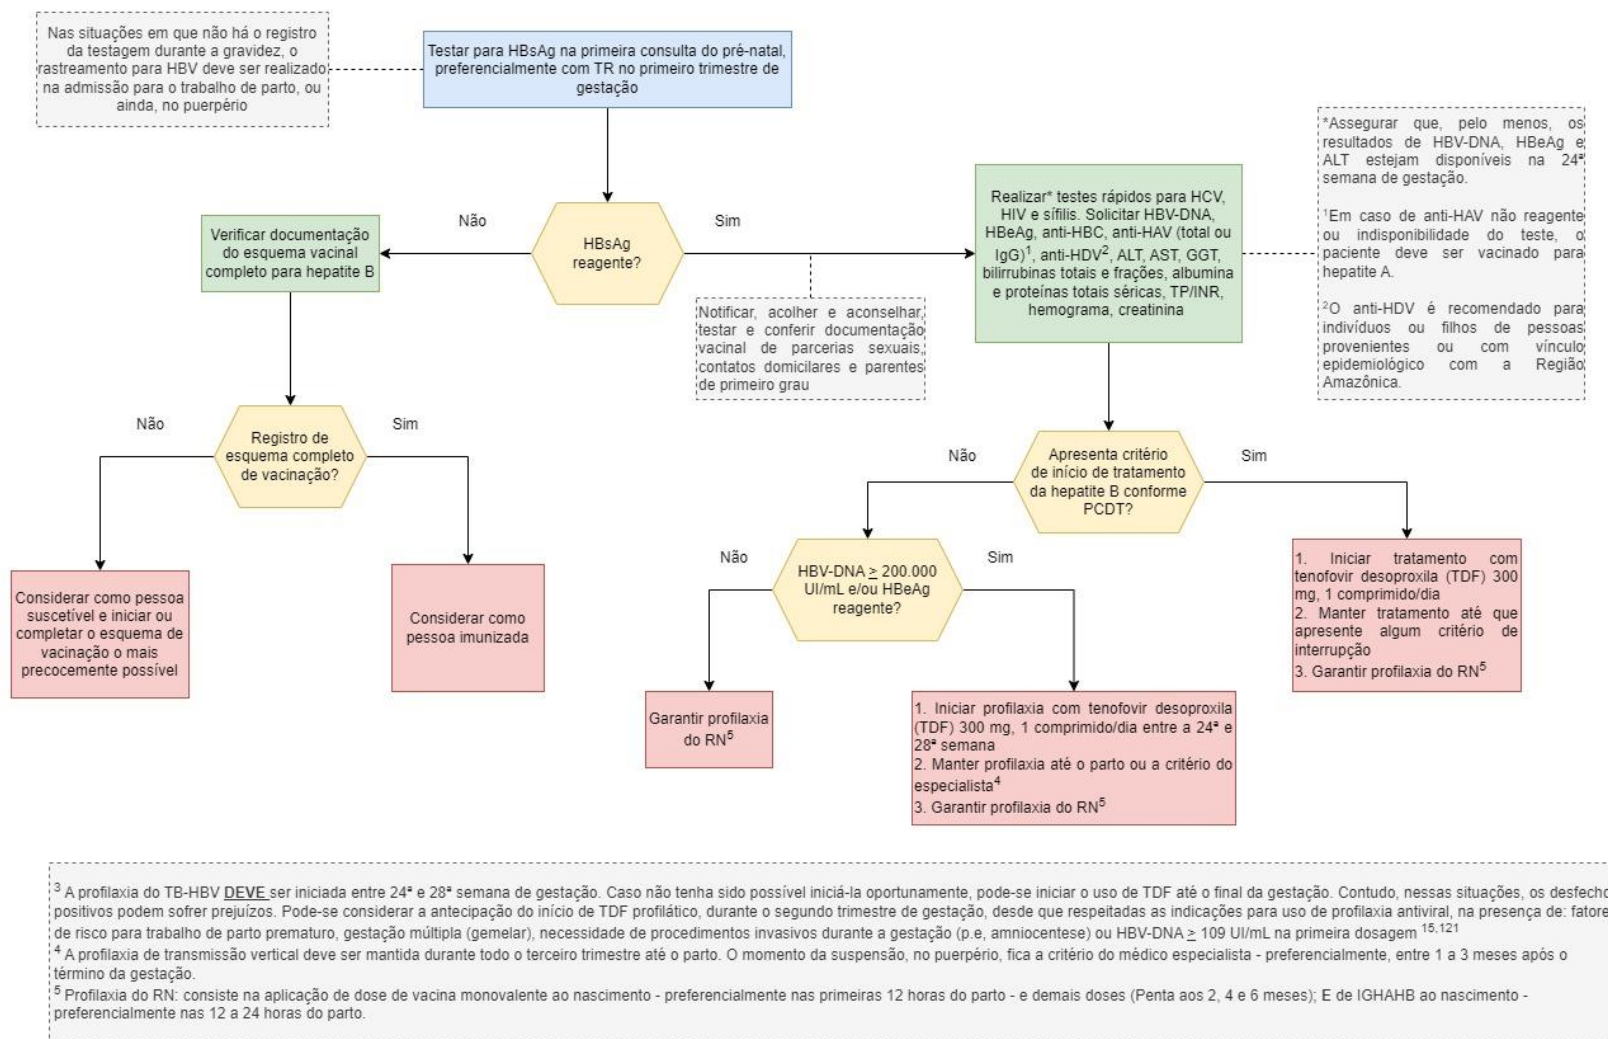 Nas situações em que não há o registro
da testagem durante a gravidez, o
rastreamento para HBV deve ser realizado
na admissão para o trabalho de parto, ou
ainda, no puerpério
Testar para HBsAg na primeira consulta do pré-natal,
preferencialmente com TR no primeiro trimestre de
gestação
*Assegurar que, pelo menos, os
resultados de HBV-DNA, HBeAg e
ALT estejam disponíveis na 24ª
semana de gestação.
¹Em caso de anti-HAV não reagente
ou indisponibilidade do teste, o
paciente deve ser vacinado para
hepatite A.
²O anti-HDV é recomendado para
indivíduos ou filhos de pessoas
provenientes ou com vínculo
epidemiológico com a Região
Amazônica.
Verificar documentação
do esquema vacinal
completo para hepatite B
Não
HBsAg
reagente?
Sim
Realizar* testes rápidos para HCV,
HIV e sífilis. Solicitar HBV-DNA,
HBeAg, anti-HBC, anti-HAV (total ou
IgG)¹, anti-HDV², ALT, AST, GGT,
bilirrubinas totais e frações, albumina
e proteínas totais séricas, TP/INR,
hemograma, creatinina
Notificar, acolher e aconselhar,
testar e conferir documentação
vacinal de parcerias sexuais,
contatos domicilares e parentes
de primeiro grau
Não
Registro de
esquema completo
de vacinação?
Sim
Não
Apresenta critério
de início de tratamento
da hepatite B conforme
PCDT?
Sim
Considerar como pessoa
suscetível e iniciar ou
completar o esquema de
vacinação o mais
precocemente possível
Considerar como
pessoa imunizada
Não
HBV-DNA ≥ 200.000
UI/mL e/ou HBeAg
reagente?
Sim
1. Iniciar tratamento com
tenofovir desoproxila (TDF) 300
mg, 1 comprimido/dia
2. Manter tratamento até que
apresente algum critério de
interrupção
3. Garantir profilaxia do RN⁵
Garantir profilaxia
do RN⁵
1. Iniciar profilaxia com tenofovir desoproxila
(TDF) 300 mg, 1 comprimido/dia entre a 24ª e
28ª semana
2. Manter profilaxia até o parto ou a critério do
especialista⁴
3. Garantir profilaxia do RN⁵
³ A profilaxia do TB-HBV DEVE ser iniciada entre 24ª e 28ª semana de gestação. Caso não tenha sido possível iniciá-la oportunamente, pode-se iniciar o uso de TDF até o final da gestação. Contudo, nessas situações, os desfecho
positivos podem sofrer prejuízos. Pode-se considerar a antecipação do início de TDF profilático, durante o segundo trimestre de gestação, desde que respeitadas as indicações para uso de profilaxia antiviral, na presença de: fatore
de risco para trabalho de parto prematuro, gestação múltipla (gemelar), necessidade de procedimentos invasivos durante a gestação (p.e, amniocentese) ou HBV-DNA ≥ 109 UI/mL na primeira dosagem ¹⁵,¹²¹
⁴ A profilaxia de transmissão vertical deve ser mantida durante todo o terceiro trimestre até o parto. O momento da suspensão, no puerpério, fica a critério do médico especialista - preferencialmente, entre 1 a 3 meses após o
término da gestação.
⁵ Profilaxia do RN: consiste na aplicação de dose de vacina monovalente ao nascimento - preferencialmente nas primeiras 12 horas do parto - e demais doses (Penta aos 2, 4 e 6 meses); E de IGHAHB ao nascimento -
preferencialmente nas 12 a 24 horas do parto.